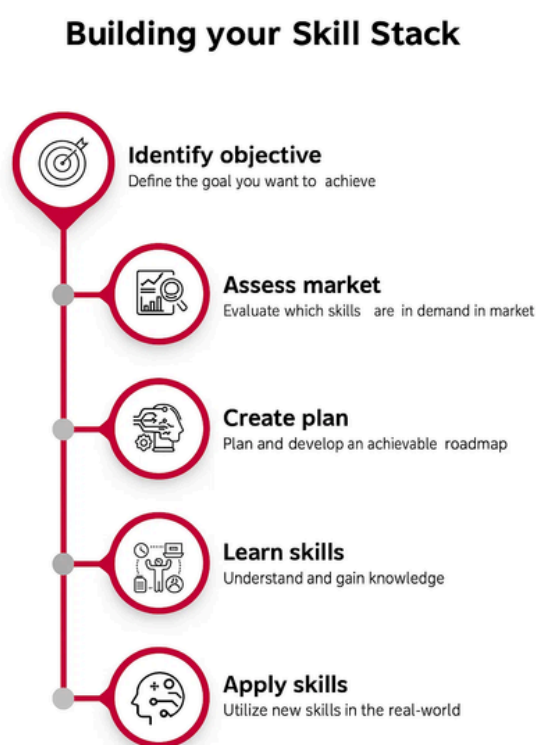 Building your Skill Stack
Identify objective
Define the goal you want to achieve
Assess market
Evaluate which skills are in demand in market
Create plan
Plan and develop an achievable roadmap
Learn skills
Understand and gain knowledge
Apply skills
Utilize new skills in the real-world